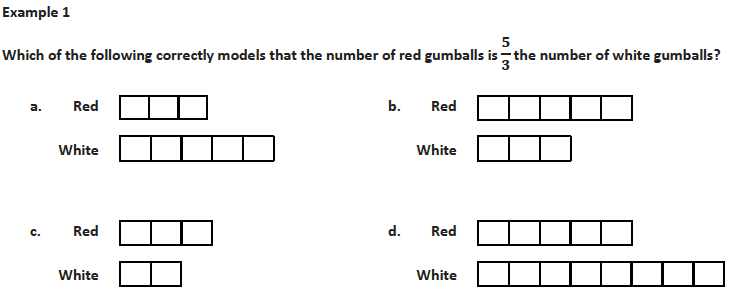 Example 1
Which of the following correctly models that the number of red gumballs is 5/3 the number of white gumballs?
a. Red b. Red
White White
c. Red d. Red
White White